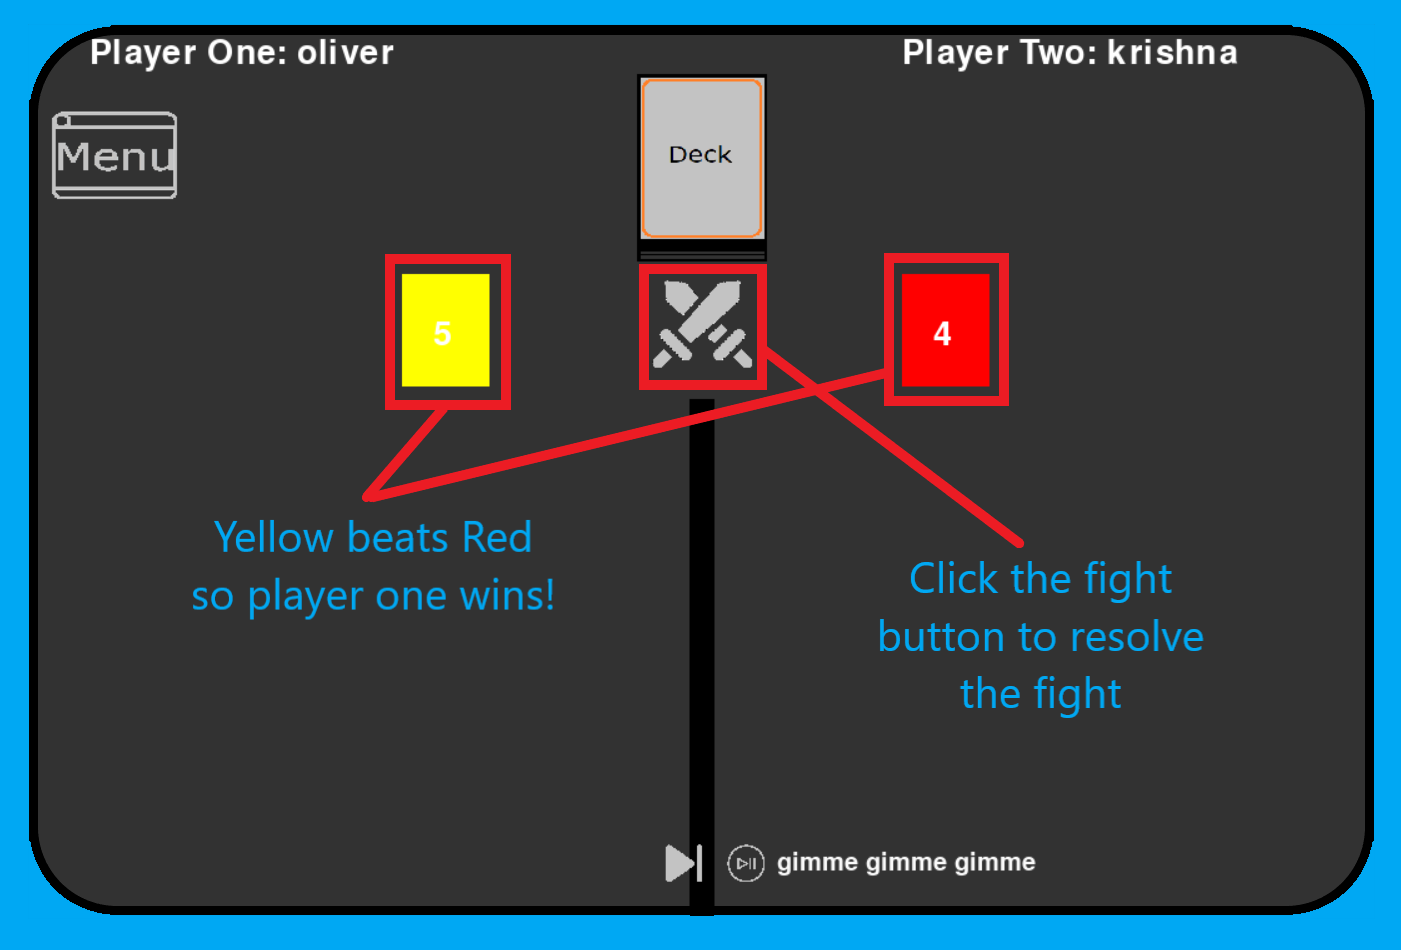 Player One: oliver
Player Two: krishna
Menu
Deck
5
4
Yellow beats Red
so player one wins!
Click the fight
button to resolve
the fight
gimme gimme gimme